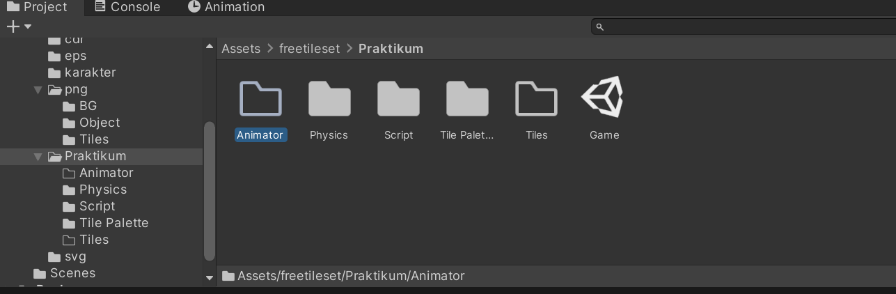 Project Console Animation
Assets > freetileset > Praktikum
eps
karakter
png
BG
Object
Tiles
Praktikum
Animator
Physics
Script
Tile Palette
Tiles
svg
Scenes
Animator Physics Script Tile Palet... Tiles Game
Assets/freetileset/Praktikum/Animator